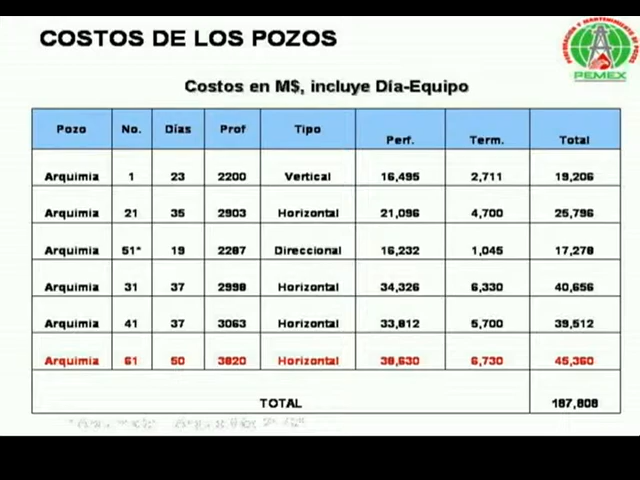 COSTOS DE LOS POZOS
PERFORACION Y MANTENIMIENTO DE POZOS
PEMEX
Costos en M$, incluye Día-Equipo
Pozo No. Días Prof Tipo Perf. Term. Total
Arquimia 1 23 2200 Vertical 16,495 2,711 19,206
Arquimia 21 35 2903 Horizontal 21,096 4,700 25,796
Arquimia 51* 19 2287 Direccional 16,232 1,045 17,278
Arquimia 31 37 2998 Horizontal 34,326 6,330 40,656
Arquimia 41 37 3063 Horizontal 33,812 5,700 39,512
Arquimia 61 50 3820 Horizontal 38,630 6,730 45,360
TOTAL 187,808